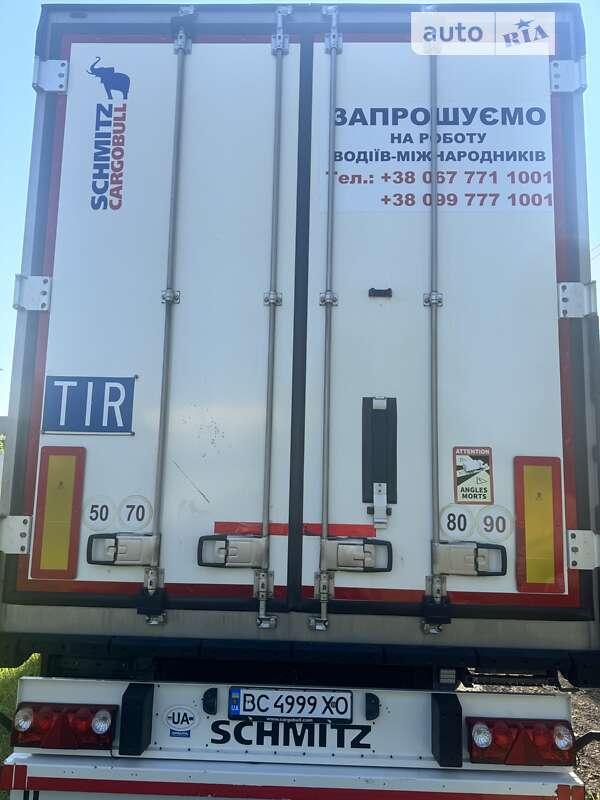 auto RIA
SCHMITZ
CARGOBULL
ЗАПРОШУЄМО
НА РОБОТУ
ВОДІЇВ-МІЖНАРОДНИКІВ
Тел.: +38 067 771 1001
+38 099 777 1001
TIR
ATTENTION
ANGLES
MORTS
50 70
80 90
UA
UA BC 4999 XO
www.cargobull.com
SCHMITZ